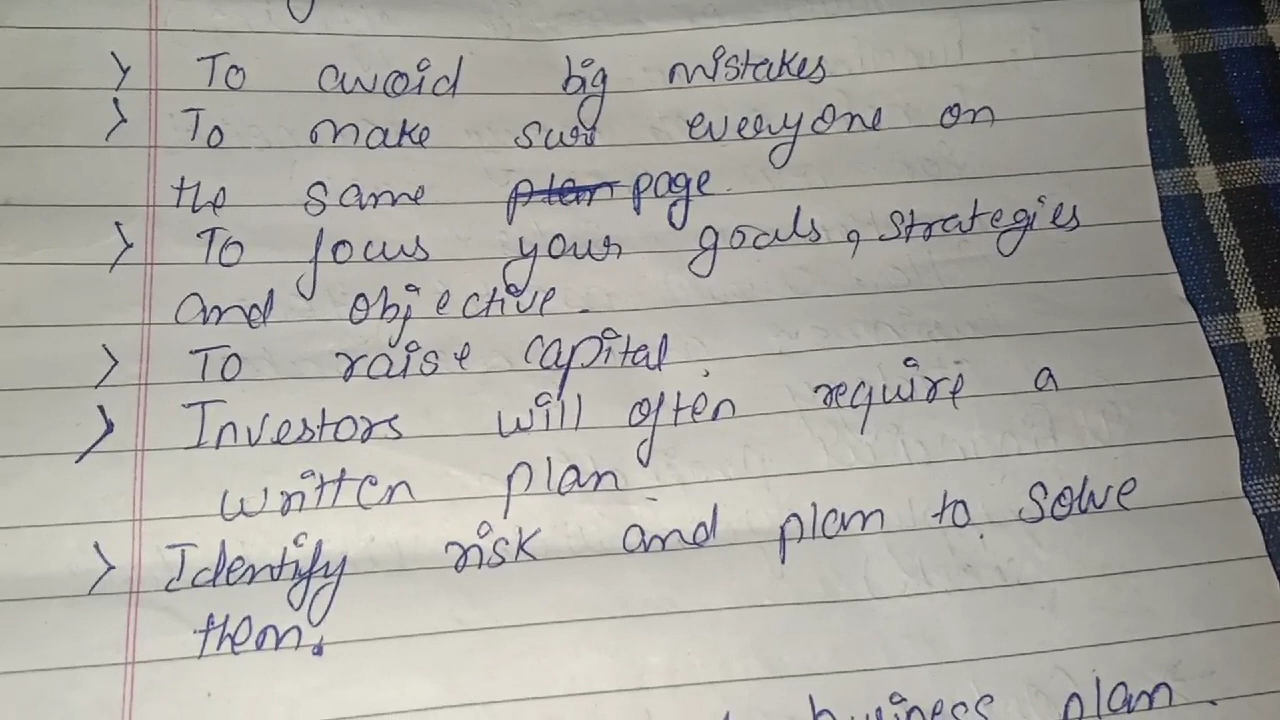 > To avoid big mistakes
> To make sure everyone on
the same plan page.
> To focus your goals, strategies
and objective.
> To raise capital.
> Investors will often require a
written plan.
> Identify risk and plan to solve
them.
business plan